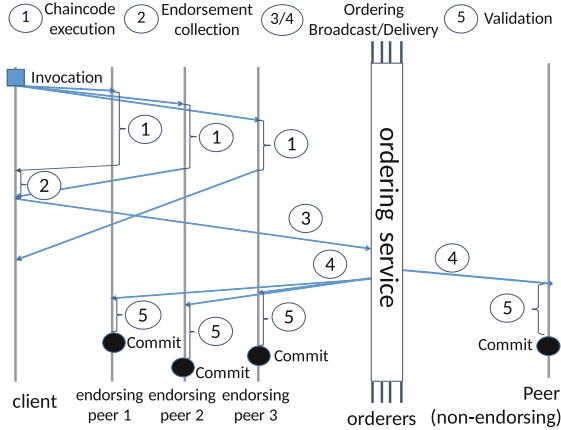 1 Chaincode execution
2 Endorsement collection
3/4 Ordering Broadcast/Delivery
5 Validation
Invocation
1
1
1
2
3
4
4
5
5
5
5
Commit
Commit
Commit
Commit
ordering service
client
endorsing peer 1
endorsing peer 2
endorsing peer 3
orderers
Peer
(non-endorsing)